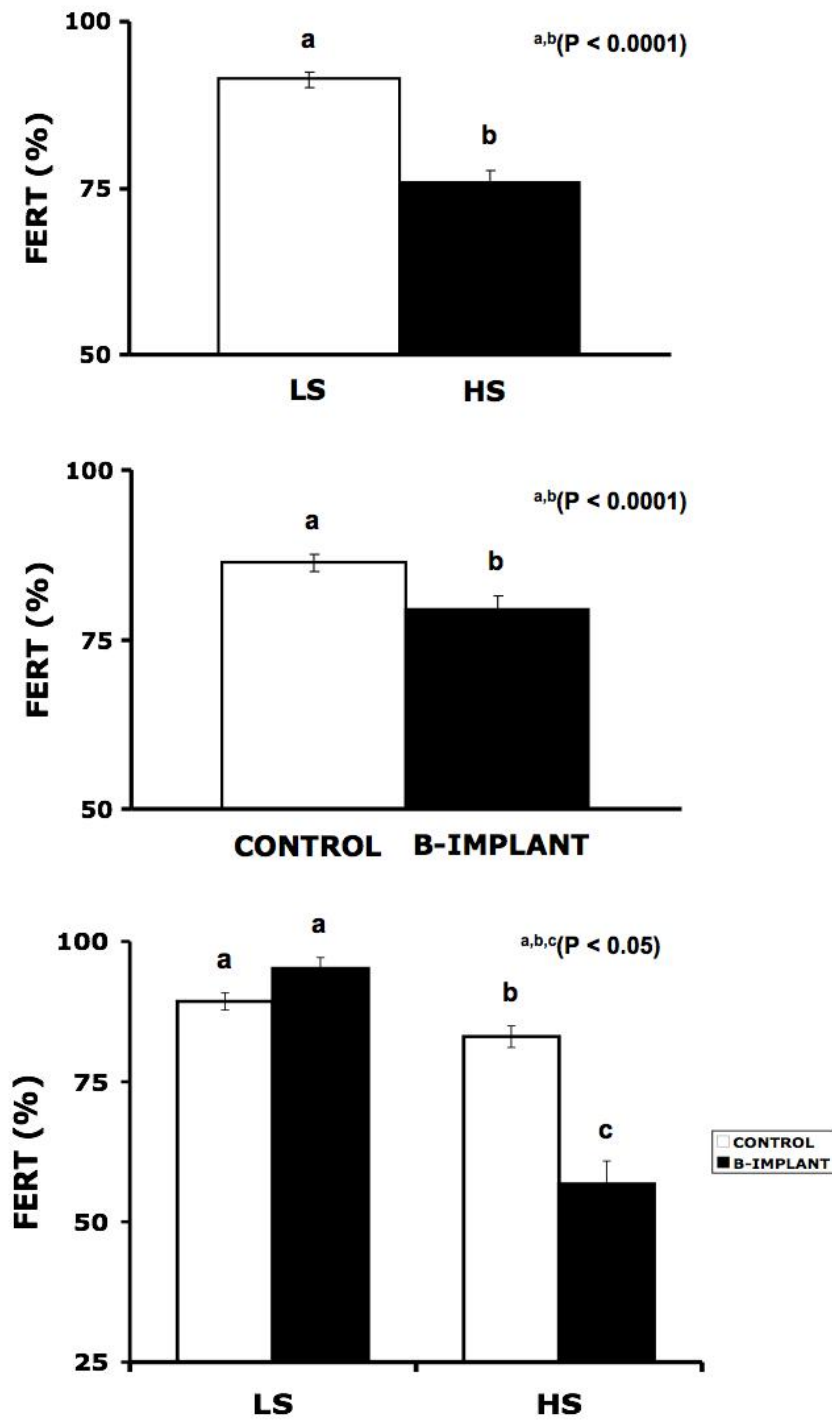 100
a
a,b(P < 0.0001)
b
75
FERT (%)
50
LS HS
100
a,b(P < 0.0001)
a
b
75
FERT (%)
50
CONTROL B-IMPLANT
a
100
a,b,c(P < 0.05)
a
b
75
FERT (%)
c
CONTROL
B-IMPLANT
50
25
LS HS